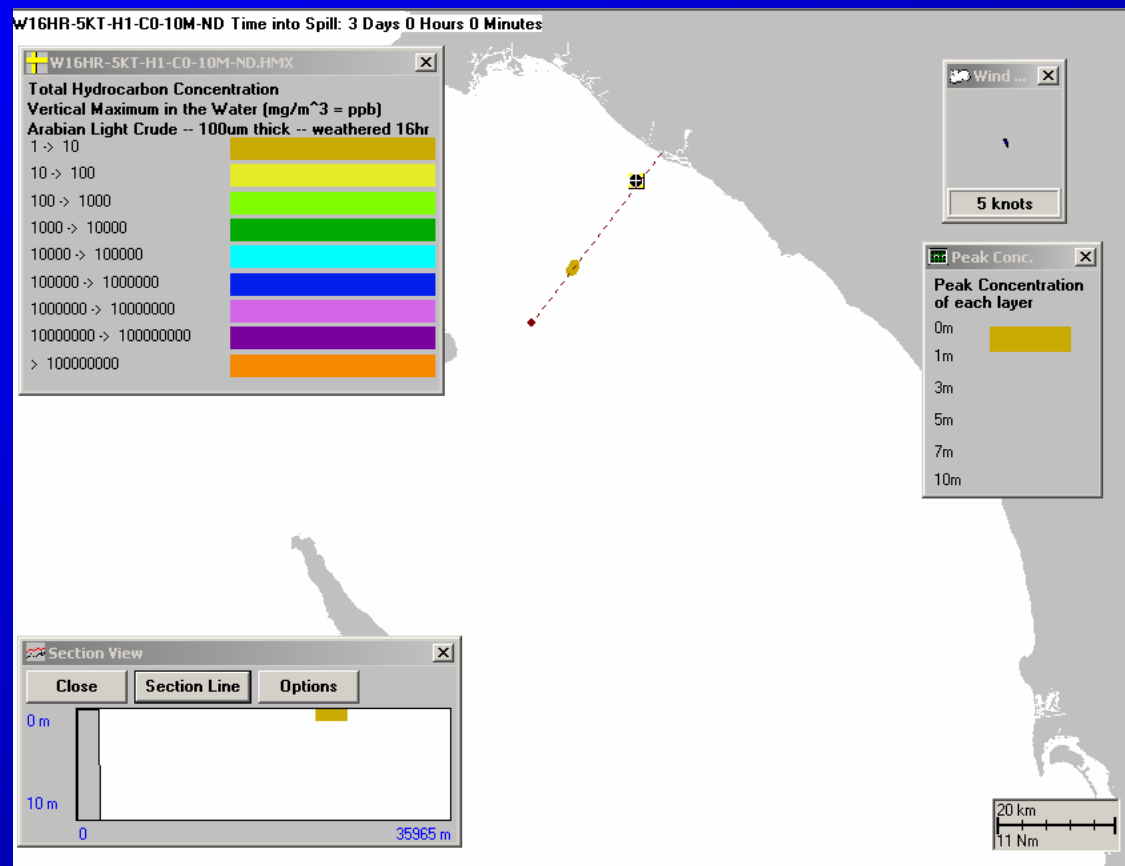 W16HR-5KT-H1-C0-10M-ND Time into Spill: 3 Days 0 Hours 0 Minutes
W16HR-5KT-H1-C0-10M-ND.HMX
Total Hydrocarbon Concentration
Vertical Maximum in the Water (mg/m^3 = ppb)
Arabian Light Crude -- 100um thick -- weathered 16hr
1 -> 10
10 -> 100
100 -> 1000
1000 -> 10000
10000 -> 100000
100000 -> 1000000
1000000 -> 10000000
10000000 -> 100000000
> 100000000
Wind ...
5 knots
Peak Conc.
Peak Concentration
of each layer
0m
1m
3m
5m
7m
10m
Section View
Close Section Line Options
0 m
10 m
0 35965 m
20 km
11 Nm